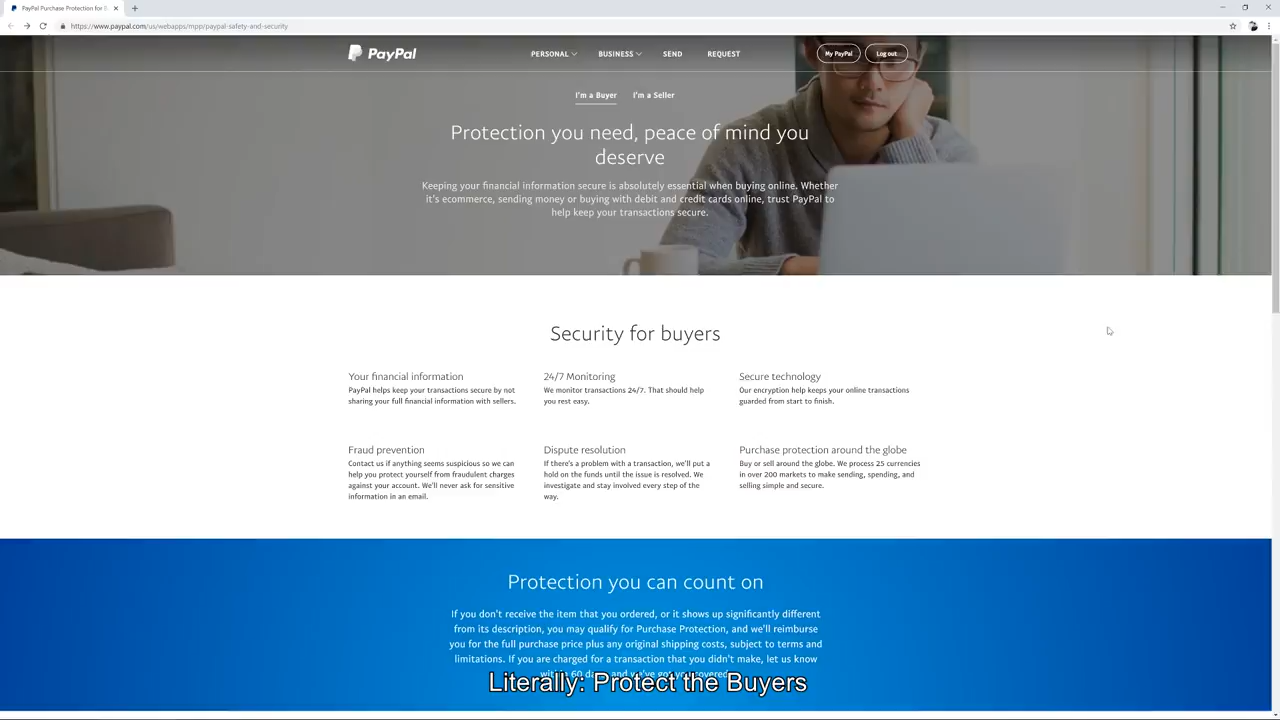 PayPal Purchase Protection for B
https://www.paypal.com/us/webapps/mpp/paypal-safety-and-security
PayPal
PERSONAL
BUSINESS
SEND
REQUEST
My PayPal
Log out
I'm a Buyer
I'm a Seller
Protection you need, peace of mind you
deserve
Keeping your financial information secure is absolutely essential when buying online. Whether
it's ecommerce, sending money or buying with debit and credit cards online, trust PayPal to
help keep your transactions secure.
Security for buyers
Your financial information
PayPal helps keep your transactions secure by not
sharing your full financial information with sellers.
24/7 Monitoring
We monitor transactions 24/7. That should help
you rest easy.
Secure technology
Our encryption help keeps your online transactions
guarded from start to finish.
Fraud prevention
Contact us if anything seems suspicious so we can
help you protect yourself from fraudulent charges
against your account. We'll never ask for sensitive
information in an email.
Dispute resolution
If there's a problem with a transaction, we'll put a
hold on the funds until the issue is resolved. We
investigate and stay involved every step of the
way.
Purchase protection around the globe
Buy or sell around the globe. We process 25 currencies
in over 200 markets to make sending, spending, and
selling simple and secure.
Protection you can count on
If you don't receive the item that you ordered, or it shows up significantly different
from its description, you may qualify for Purchase Protection, and we'll reimburse
you for the full purchase price plus any original shipping costs, subject to terms and
limitations. If you are charged for a transaction that you didn't make, let us know
Literally: Protect the Buyers